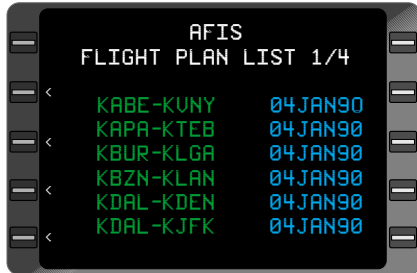 AFIS
FLIGHT PLAN LIST 1/4
KABE-KVNY 04JAN90
KAPA-KTEB 04JAN90
KBUR-KLGA 04JAN90
KBZN-KLAN 04JAN90
KDAL-KDEN 04JAN90
KDAL-KJFK 04JAN90